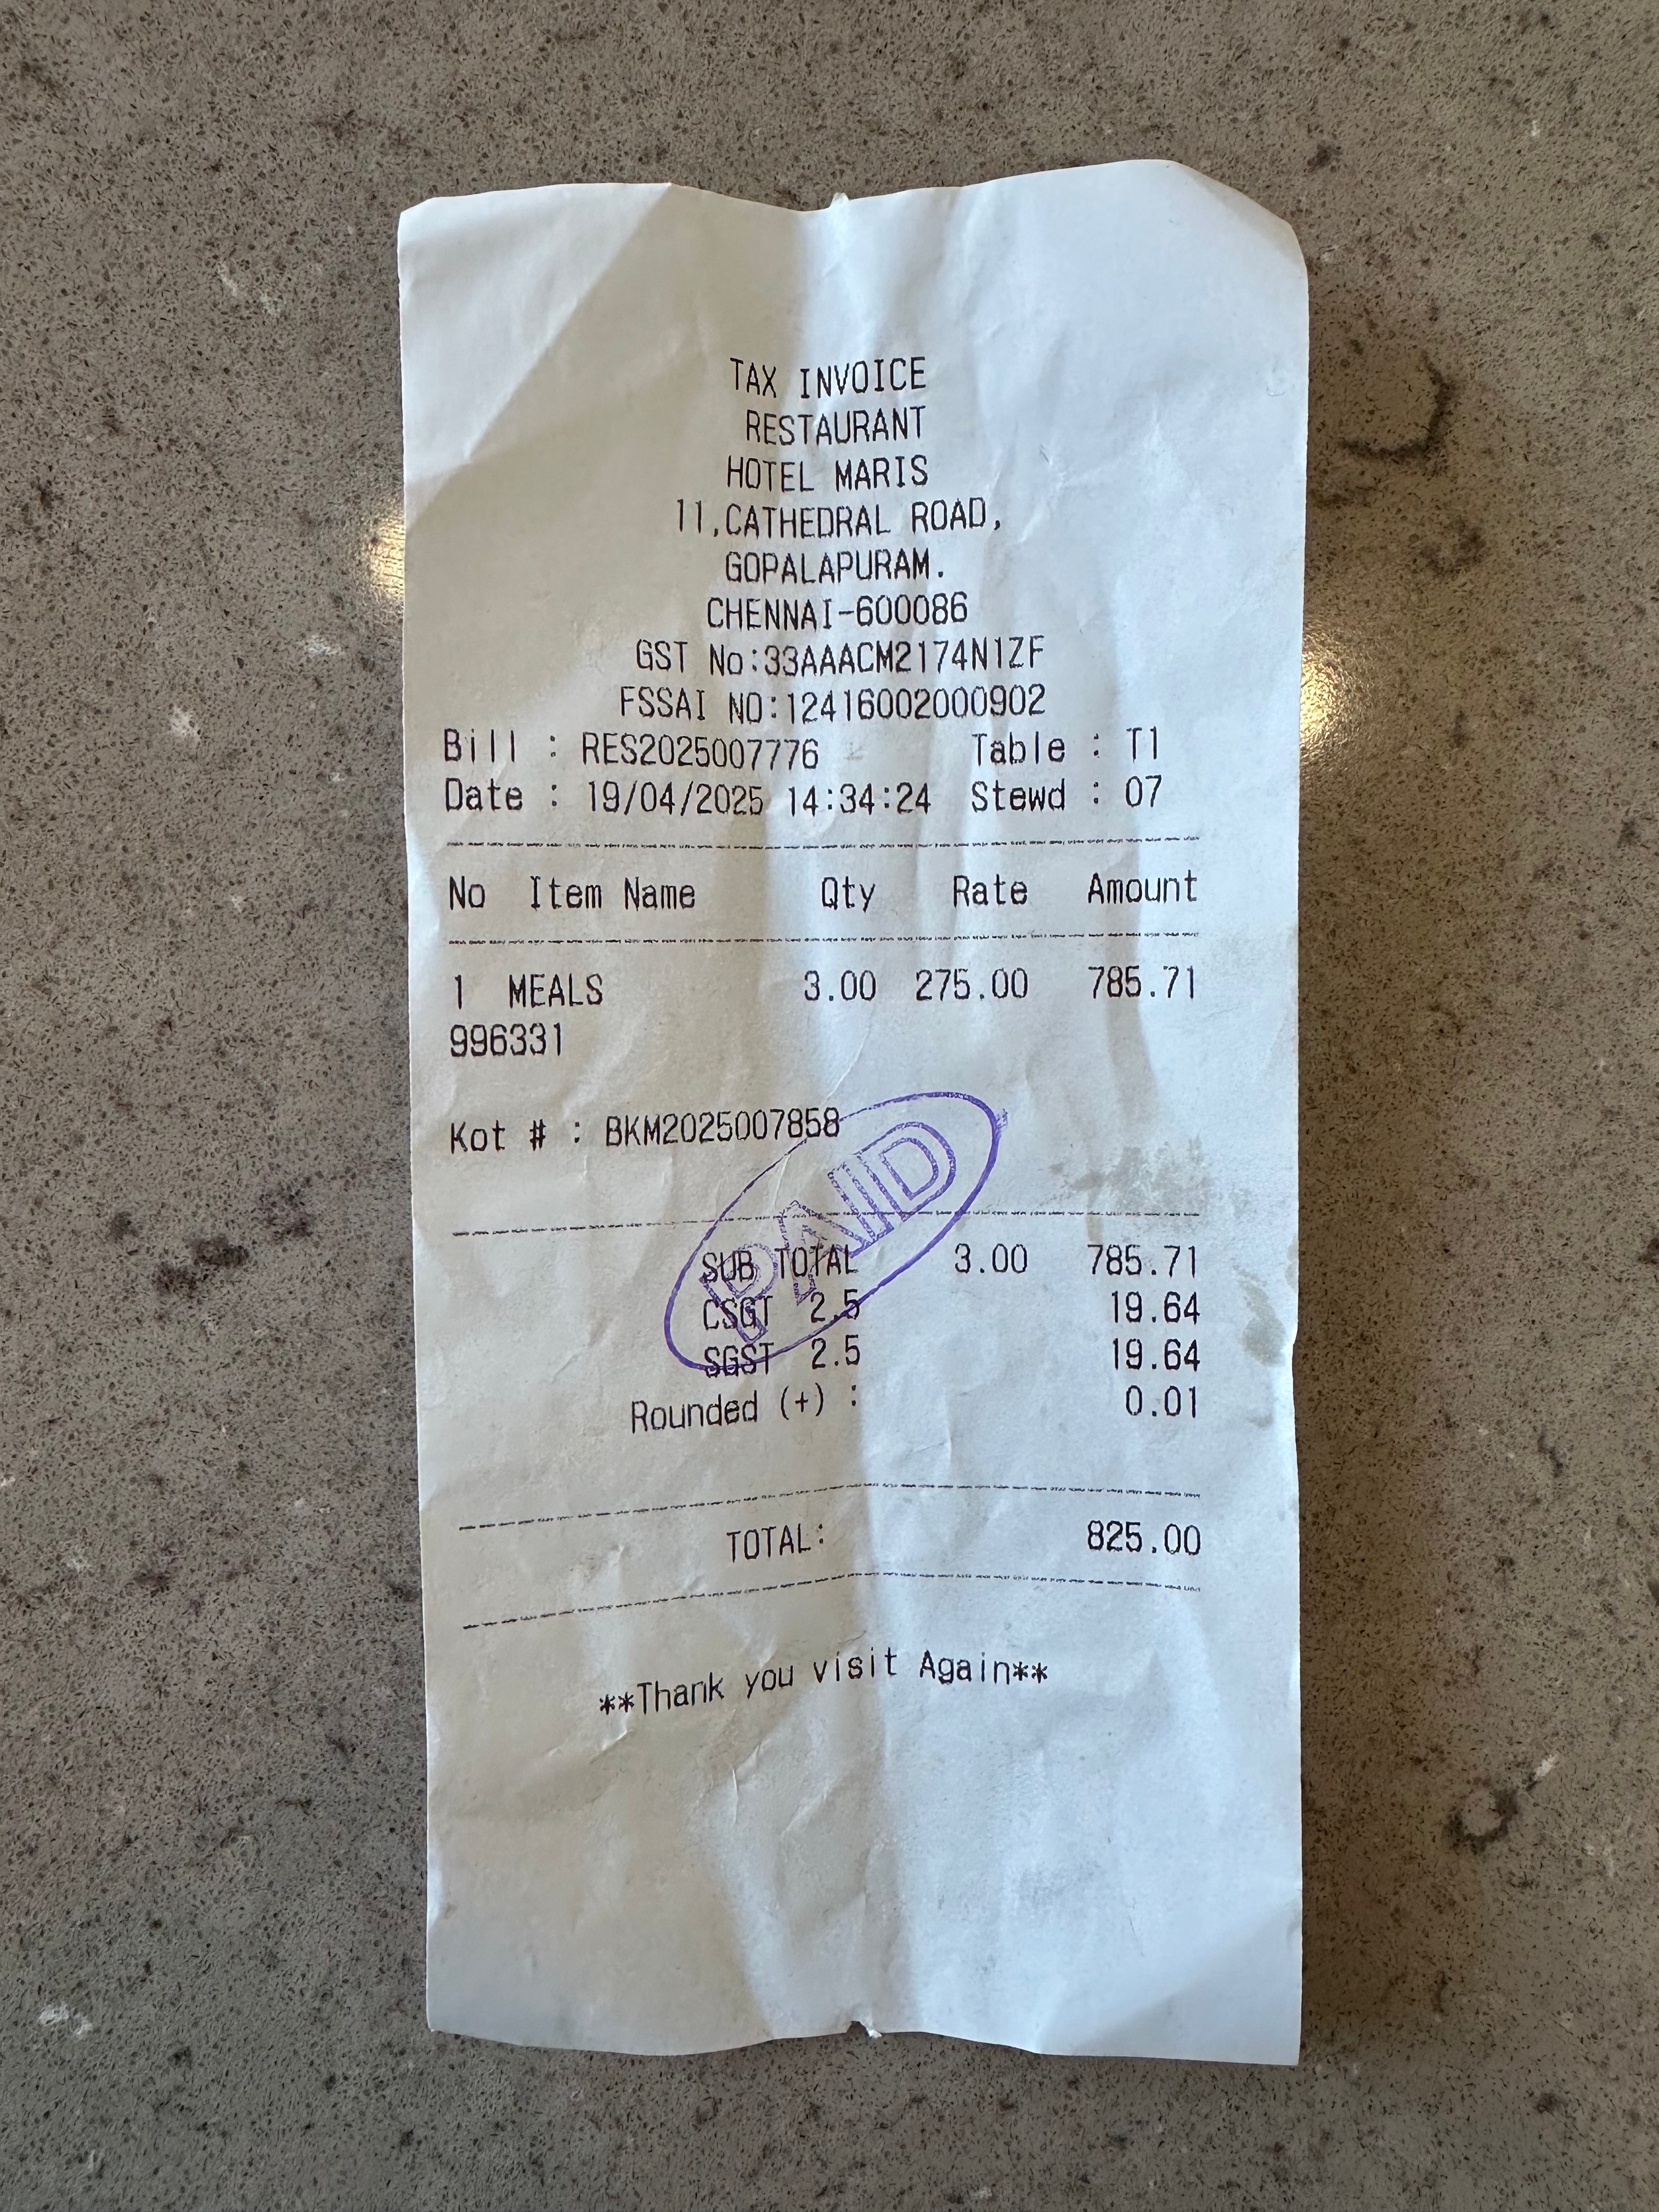 TAX INVOICE
RESTAURANT
HOTEL MARIS
11,CATHEDRAL ROAD,
GOPALAPURAM.
CHENNAI-600086
GST No:33AAACM2174N1ZF
FSSAI NO:12416002000902
Bill : RES2025007776 Table : T1
Date : 19/04/2025 14:34:24 Stewd : 07
No Item Name Qty Rate Amount
1 MEALS 3.00 275.00 785.71
996331
Kot # : BKM2025007858
PAID
SUB TOTAL 3.00 785.71
CSGT 2.5 19.64
SGST 2.5 19.64
Rounded (+) : 0.01
TOTAL: 825.00
**Thank you visit Again**